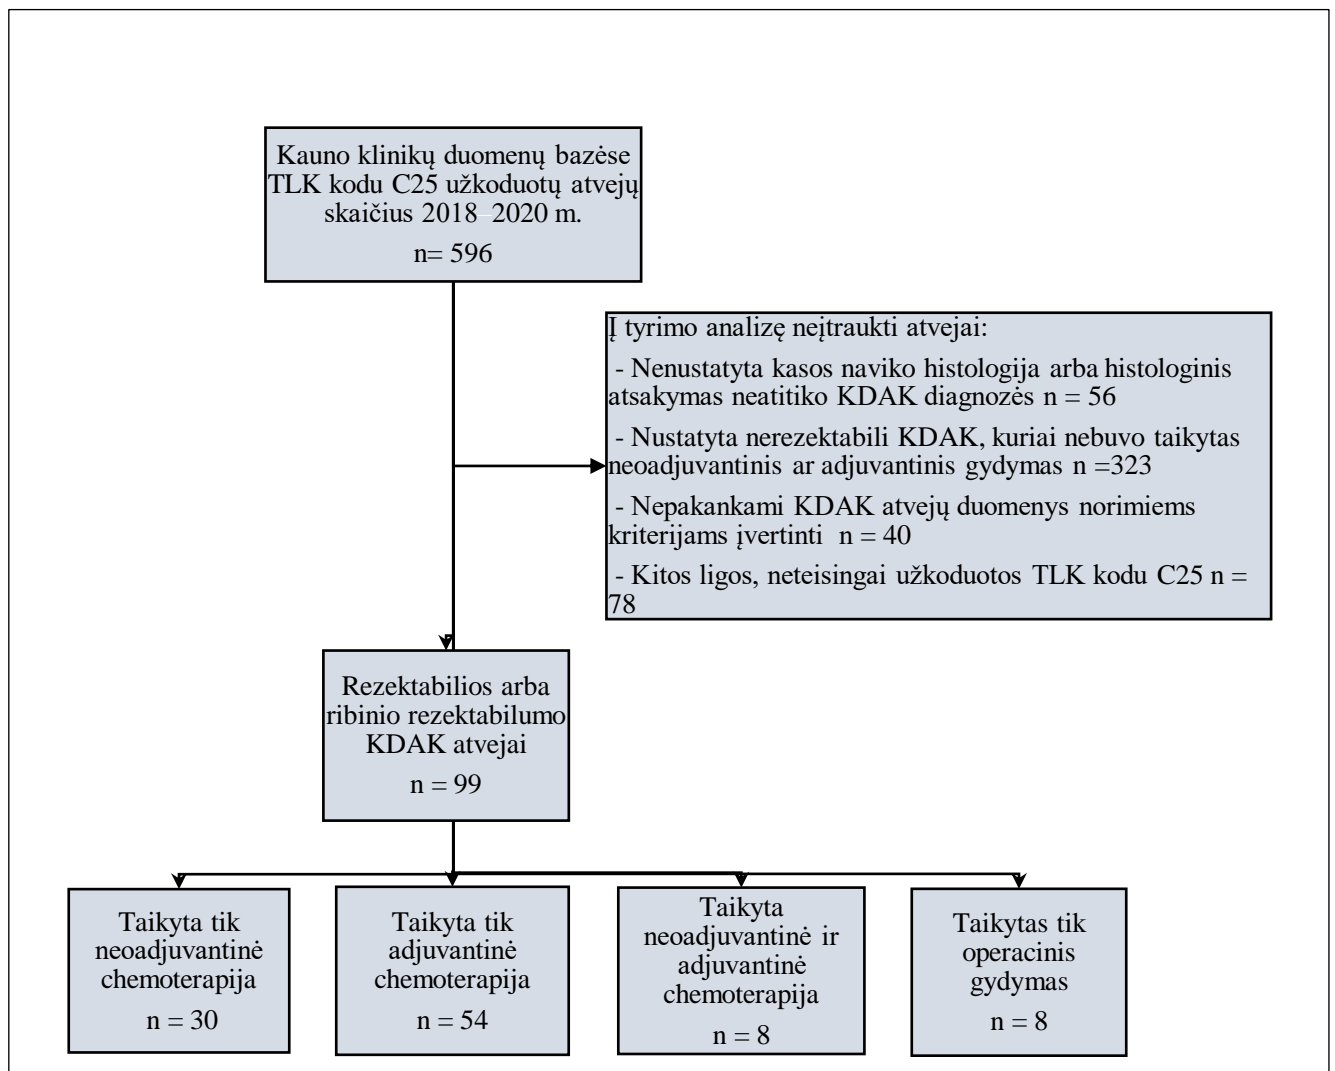 Kauno klinikų duomenų bazėse
TLK kodu C25 užkoduotų atvejų
skaičius 2018–2020 m.
n= 596
Į tyrimo analizę neįtraukti atvejai:
- Nenustatyta kasos naviko histologija arba histologinis
atsakymas neatitiko KDAK diagnozės n = 56
- Nustatyta nerezektabili KDAK, kuriai nebuvo taikytas
neoadjuvantinis ar adjuvantinis gydymas n =323
- Nepakankami KDAK atvejų duomenys norimiems
kriterijams įvertinti  n = 40
- Kitos ligos, neteisingai užkoduotos TLK kodu C25 n =
78
Rezektabilios arba
ribinio rezektabilumo
KDAK atvejai
n = 99
Taikyta tik
neoadjuvantinė
chemoterapija
n = 30
Taikyta tik
adjuvantinė
chemoterapija
n = 54
Taikyta
neoadjuvantinė ir
adjuvantinė
chemoterapija
n = 8
Taikytas tik
operacinis
gydymas
n = 8